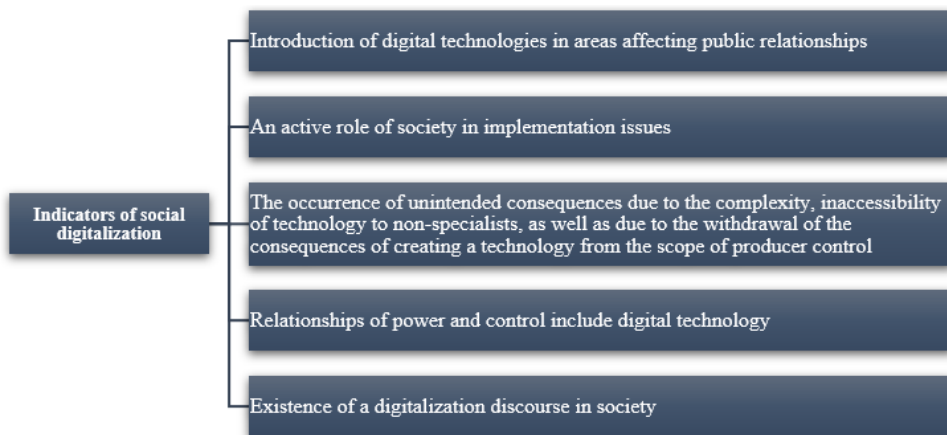 Introduction of digital technologies in areas affecting public relationships
An active role of society in implementation issues
Indicators of social
digitalization
The occurrence of unintended consequences due to the complexity, inaccessibility
of technology to non-specialists, as well as due to the withdrawal of the
consequences of creating a technology from the scope of producer control
Relationships of power and control include digital technology
Existence of a digitalization discourse in society